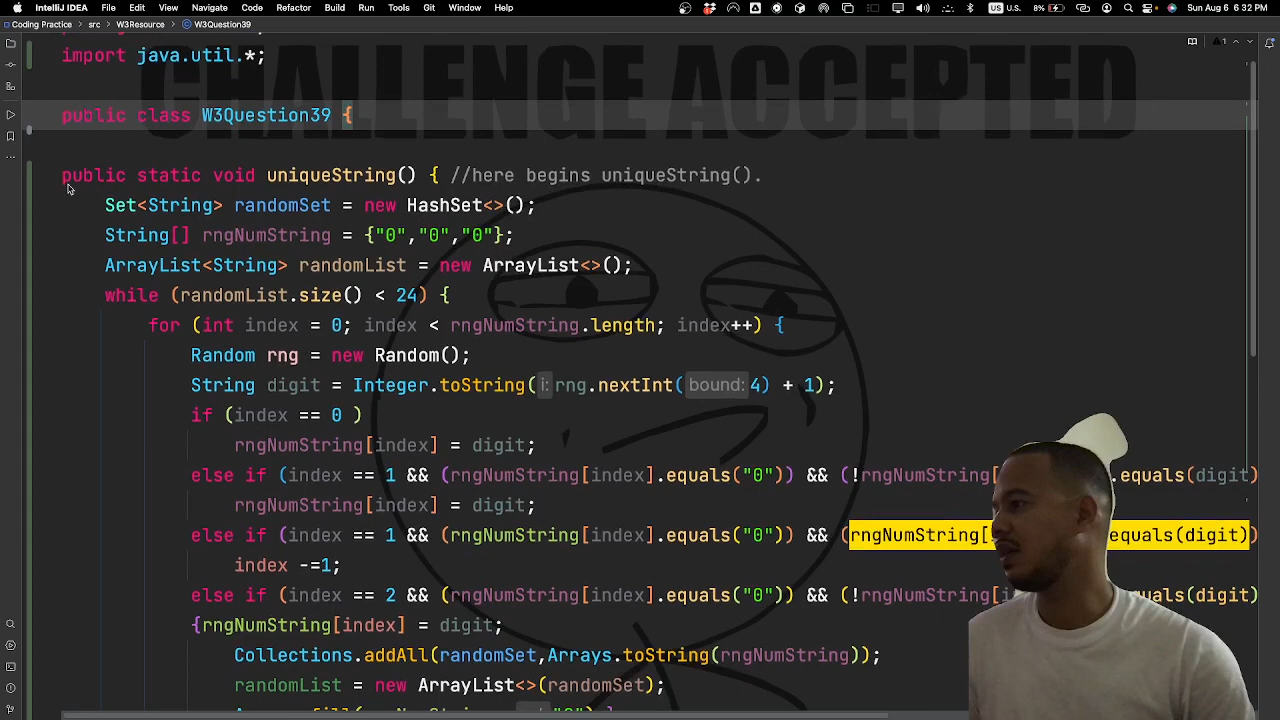 IntelliJ IDEA File Edit View Navigate Code Refactor Build Run Tools Git Window Help U.S. 8% Sun Aug 6 6:32 PM
Coding Practice src W3Resource W3Question39
CHALLENGE ACCEPTED
import java.util.*;
1
public class W3Question39 {
public static void uniqueString() { //here begins uniqueString().
Set<String> randomSet = new HashSet<>();
String[] rngNumString = {"0","0","0"};
ArrayList<String> randomList = new ArrayList<>();
while (randomList.size() < 24) {
for (int index = 0; index < rngNumString.length; index++) {
Random rng = new Random();
String digit = Integer.toString( i: rng.nextInt( bound: 4) + 1);
if (index == 0 )
rngNumString[index] = digit;
else if (index == 1 && (rngNumString[index].equals("0")) && (!rngNumString[ .equals(digit)
rngNumString[index] = digit;
else if (index == 1 && (rngNumString[index].equals("0")) && (rngNumString[ equals(digit))
index -=1;
else if (index == 2 && (rngNumString[index].equals("0")) && (!rngNumString[ .equals(digit)
{rngNumString[index] = digit;
Collections.addAll(randomSet,Arrays.toString(rngNumString));
randomList = new ArrayList<>(randomSet);